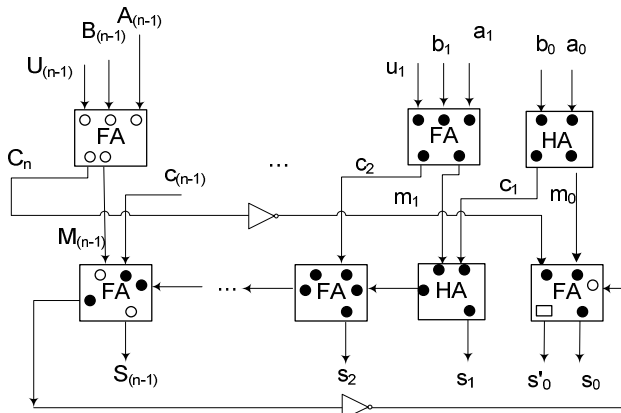 A(n-1)
B(n-1)
U(n-1)
a1
b1
u1
b0 a0
FA
FA
HA
Cn
...
c(n-1)
c2
m1
c1
m0
M(n-1)
FA
...
FA
HA
FA
S(n-1)
s2
s1
s'0
s0